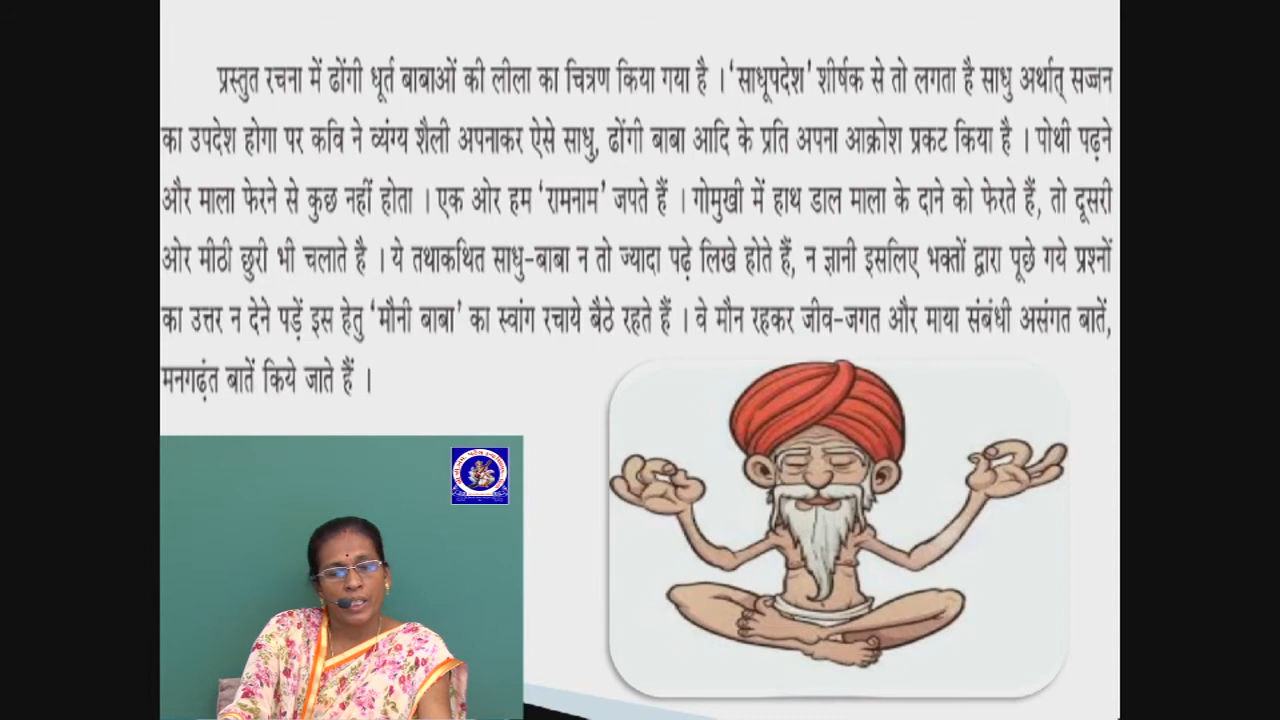 प्रस्तुत रचना में ढोंगी धूर्त बाबाओं की लीला का चित्रण किया गया है । ‘साधूपदेश’ शीर्षक से तो लगता है साधु अर्थात् सज्जन
का उपदेश होगा पर कवि ने व्यंग्य शैली अपनाकर ऐसे साधु, ढोंगी बाबा आदि के प्रति अपना आक्रोश प्रकट किया है । पोथी पढ़ने
और माला फेरने से कुछ नहीं होता । एक ओर हम ‘रामनाम’ जपते हैं । गोमुखी में हाथ डाल माला के दाने को फेरते हैं, तो दूसरी
ओर मीठी छुरी भी चलाते है । ये तथाकथित साधु-बाबा न तो ज्यादा पढ़े लिखे होते हैं, न ज्ञानी इसलिए भक्तों द्वारा पूछे गये प्रश्नों
का उत्तर न देने पड़ें इस हेतु ‘मौनी बाबा’ का स्वांग रचाये बैठे रहते हैं । वे मौन रहकर जीव-जगत और माया संबंधी असंगत बातें,
मनगढ़ंत बातें किये जाते हैं ।